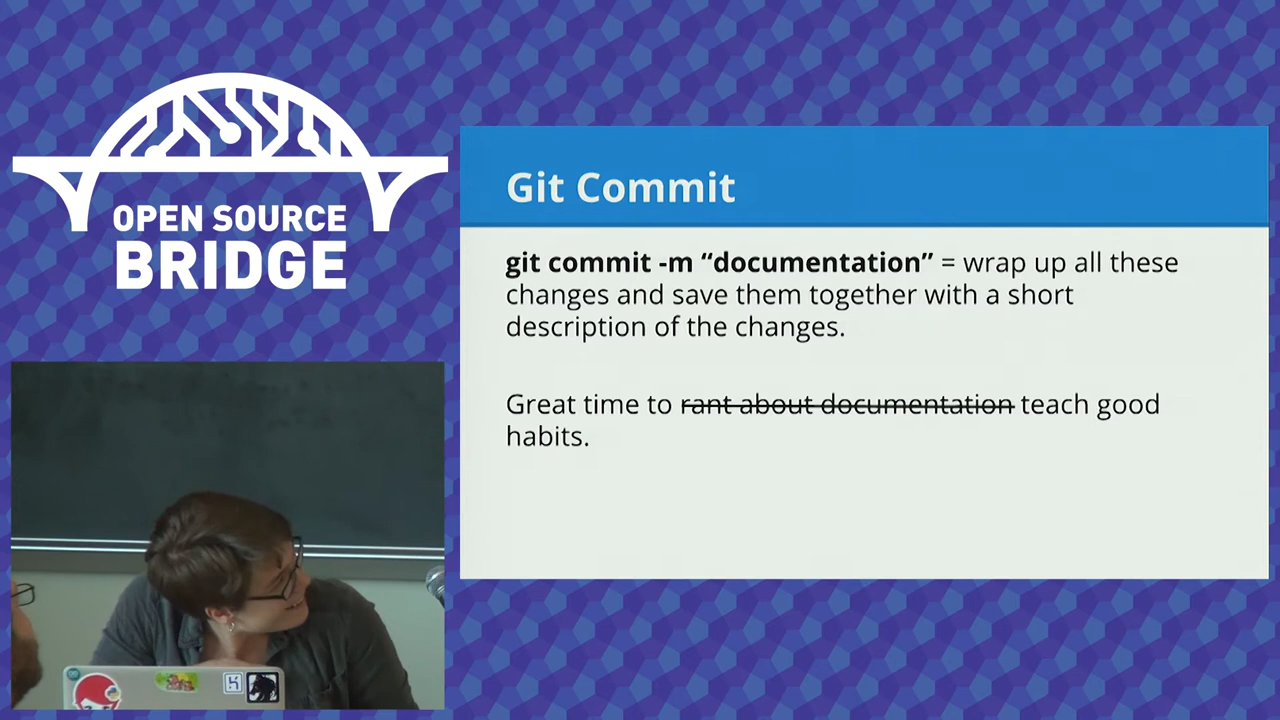 OPEN SOURCE
BRIDGE
Git Commit
git commit -m “documentation” = wrap up all these
changes and save them together with a short
description of the changes.
Great time to rant about documentation teach good
habits.